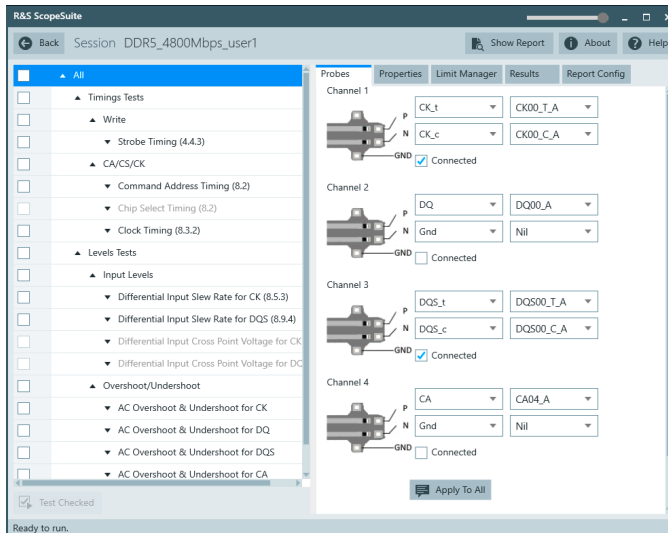 R&S ScopeSuite
Back Session DDR5_4800Mbps_user1 Show Report About Help
All
Timings Tests
Write
Strobe Timing (4.4.3)
CA/CS/CK
Command Address Timing (8.2)
Chip Select Timing (8.2)
Clock Timing (8.3.2)
Levels Tests
Input Levels
Differential Input Slew Rate for CK (8.5.3)
Differential Input Slew Rate for DQS (8.9.4)
Differential Input Cross Point Voltage for CK
Differential Input Cross Point Voltage for DC
Overshoot/Undershoot
AC Overshoot & Undershoot for CK
AC Overshoot & Undershoot for DQ
AC Overshoot & Undershoot for DQS
AC Overshoot & Undershoot for CA
Test Checked
Probes Properties Limit Manager Results Report Config
Channel 1
P CK_t CK00_T_A
N CK_c CK00_C_A
GND Connected
Channel 2
P DQ DQ00_A
N Gnd Nil
GND Connected
Channel 3
P DQS_t DQS00_T_A
N DQS_c DQS00_C_A
GND Connected
Channel 4
P CA CA04_A
N Gnd Nil
GND Connected
Apply To All
Ready to run.